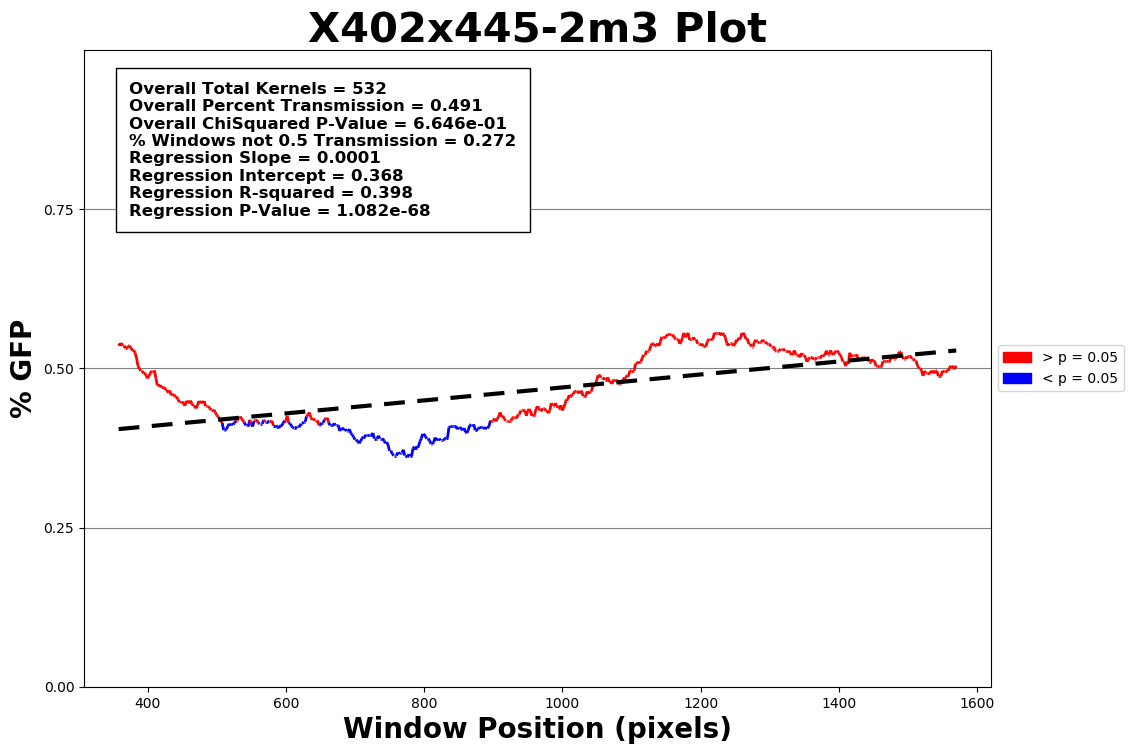 X402x445-2m3 Plot
Overall Total Kernels = 532
Overall Percent Transmission = 0.491
Overall ChiSquared P-Value = 6.646e-01
% Windows not 0.5 Transmission = 0.272
Regression Slope = 0.0001
Regression Intercept = 0.368
Regression R-squared = 0.398
Regression P-Value = 1.082e-68
% GFP
0.75
0.50
0.25
0.00
> p = 0.05
< p = 0.05
400 600 800 1000 1200 1400 1600
Window Position (pixels)